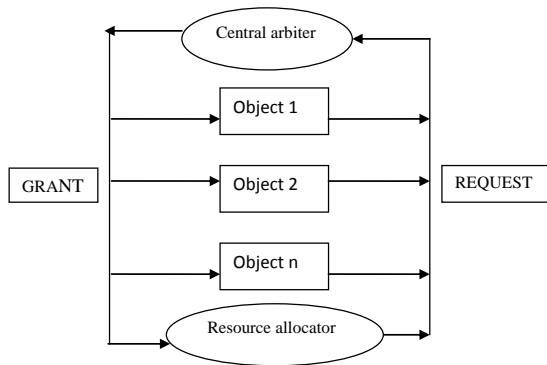 Central arbiter
Object 1
GRANT
Object 2
REQUEST
Object n
Resource allocator